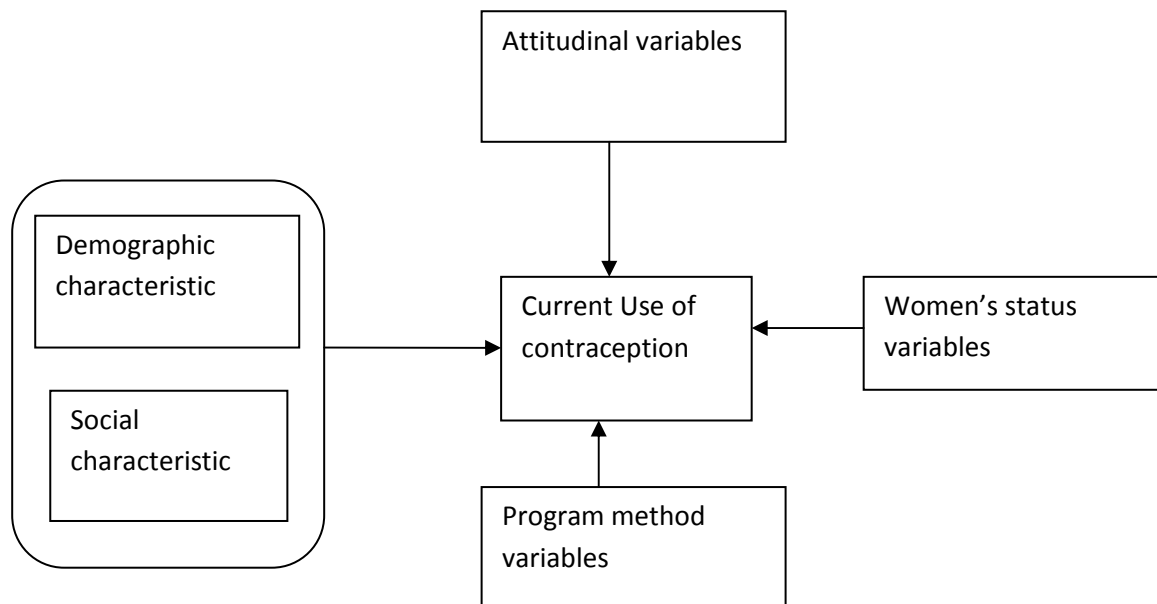 Attitudinal variables
Demographic
characteristic
Social
characteristic
Current Use of
contraception
Women’s status
variables
Program method
variables